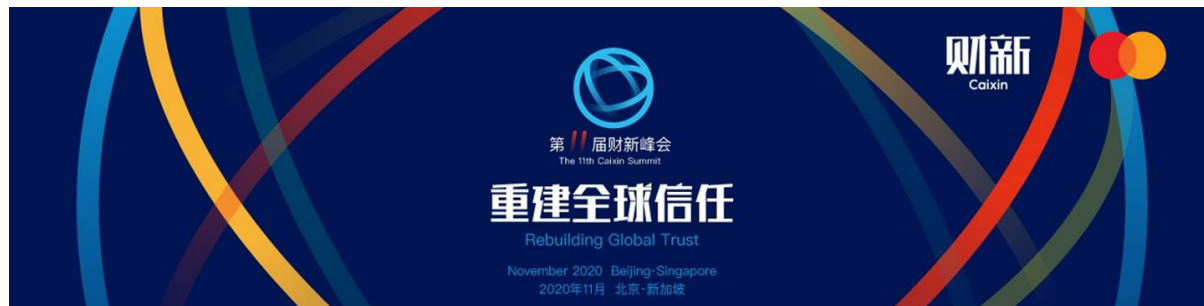 财新
Caixin
第11届财新峰会
The 11th Caixin Summit
重建全球信任
Rebuilding Global Trust
November 2020 Beijing·Singapore
2020年11月 北京·新加坡